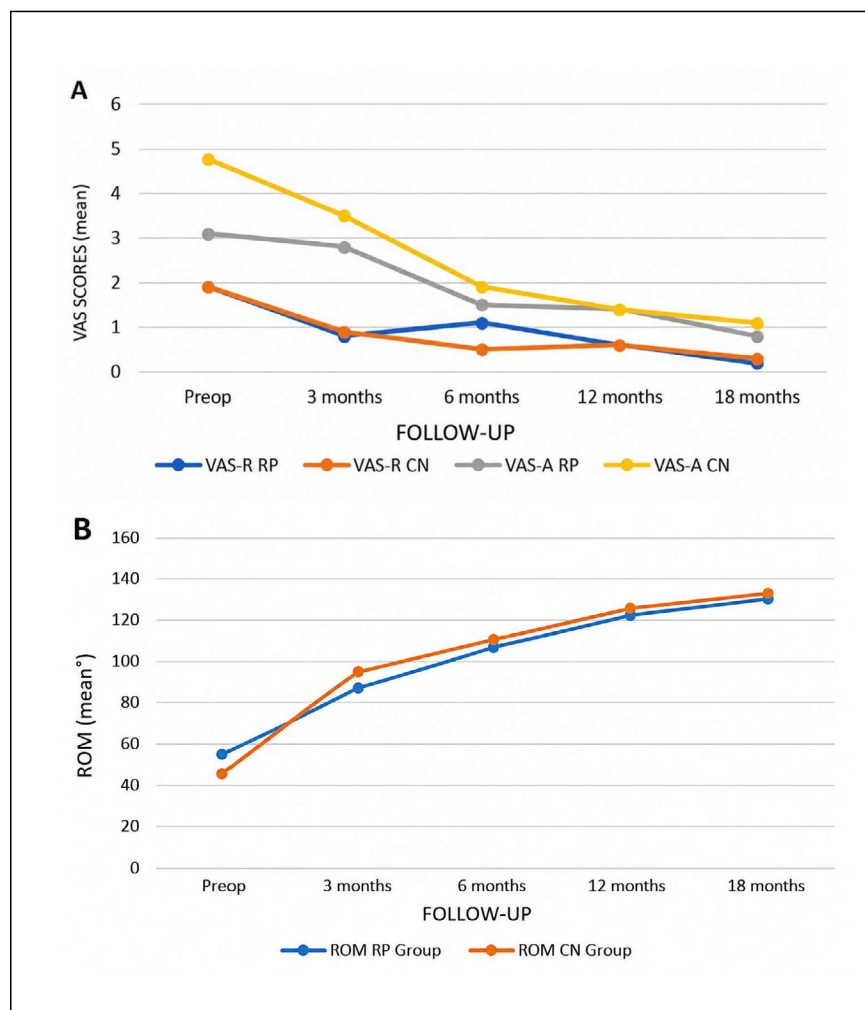 A
6
5
4
3
2
1
0
VAS SCORES (mean)
Preop 3 months 6 months 12 months 18 months
FOLLOW-UP
VAS-R RP VAS-R CN VAS-A RP VAS-A CN
B
160
140
120
100
80
60
40
20
0
ROM (mean°)
Preop 3 months 6 months 12 months 18 months
FOLLOW-UP
ROM RP Group ROM CN Group